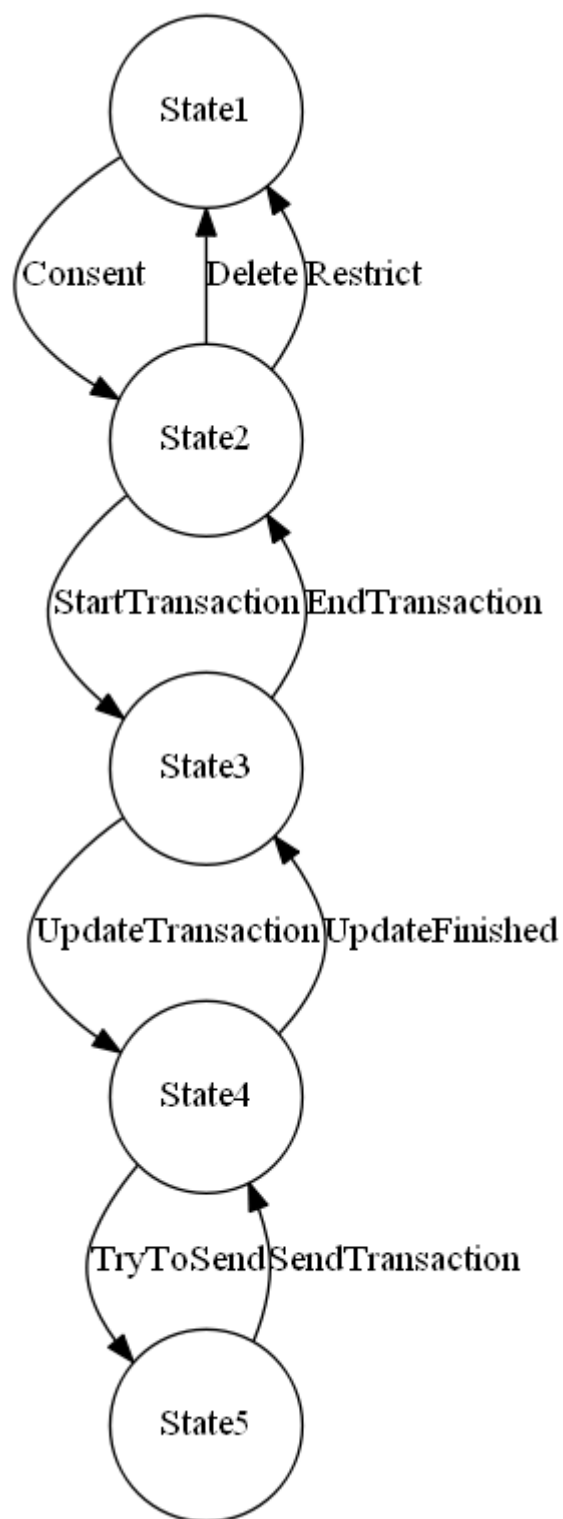 State1
Consent
Delete
Restrict
State2
StartTransaction
EndTransaction
State3
UpdateTransaction
UpdateFinished
State4
TryToSend
SendTransaction
State5